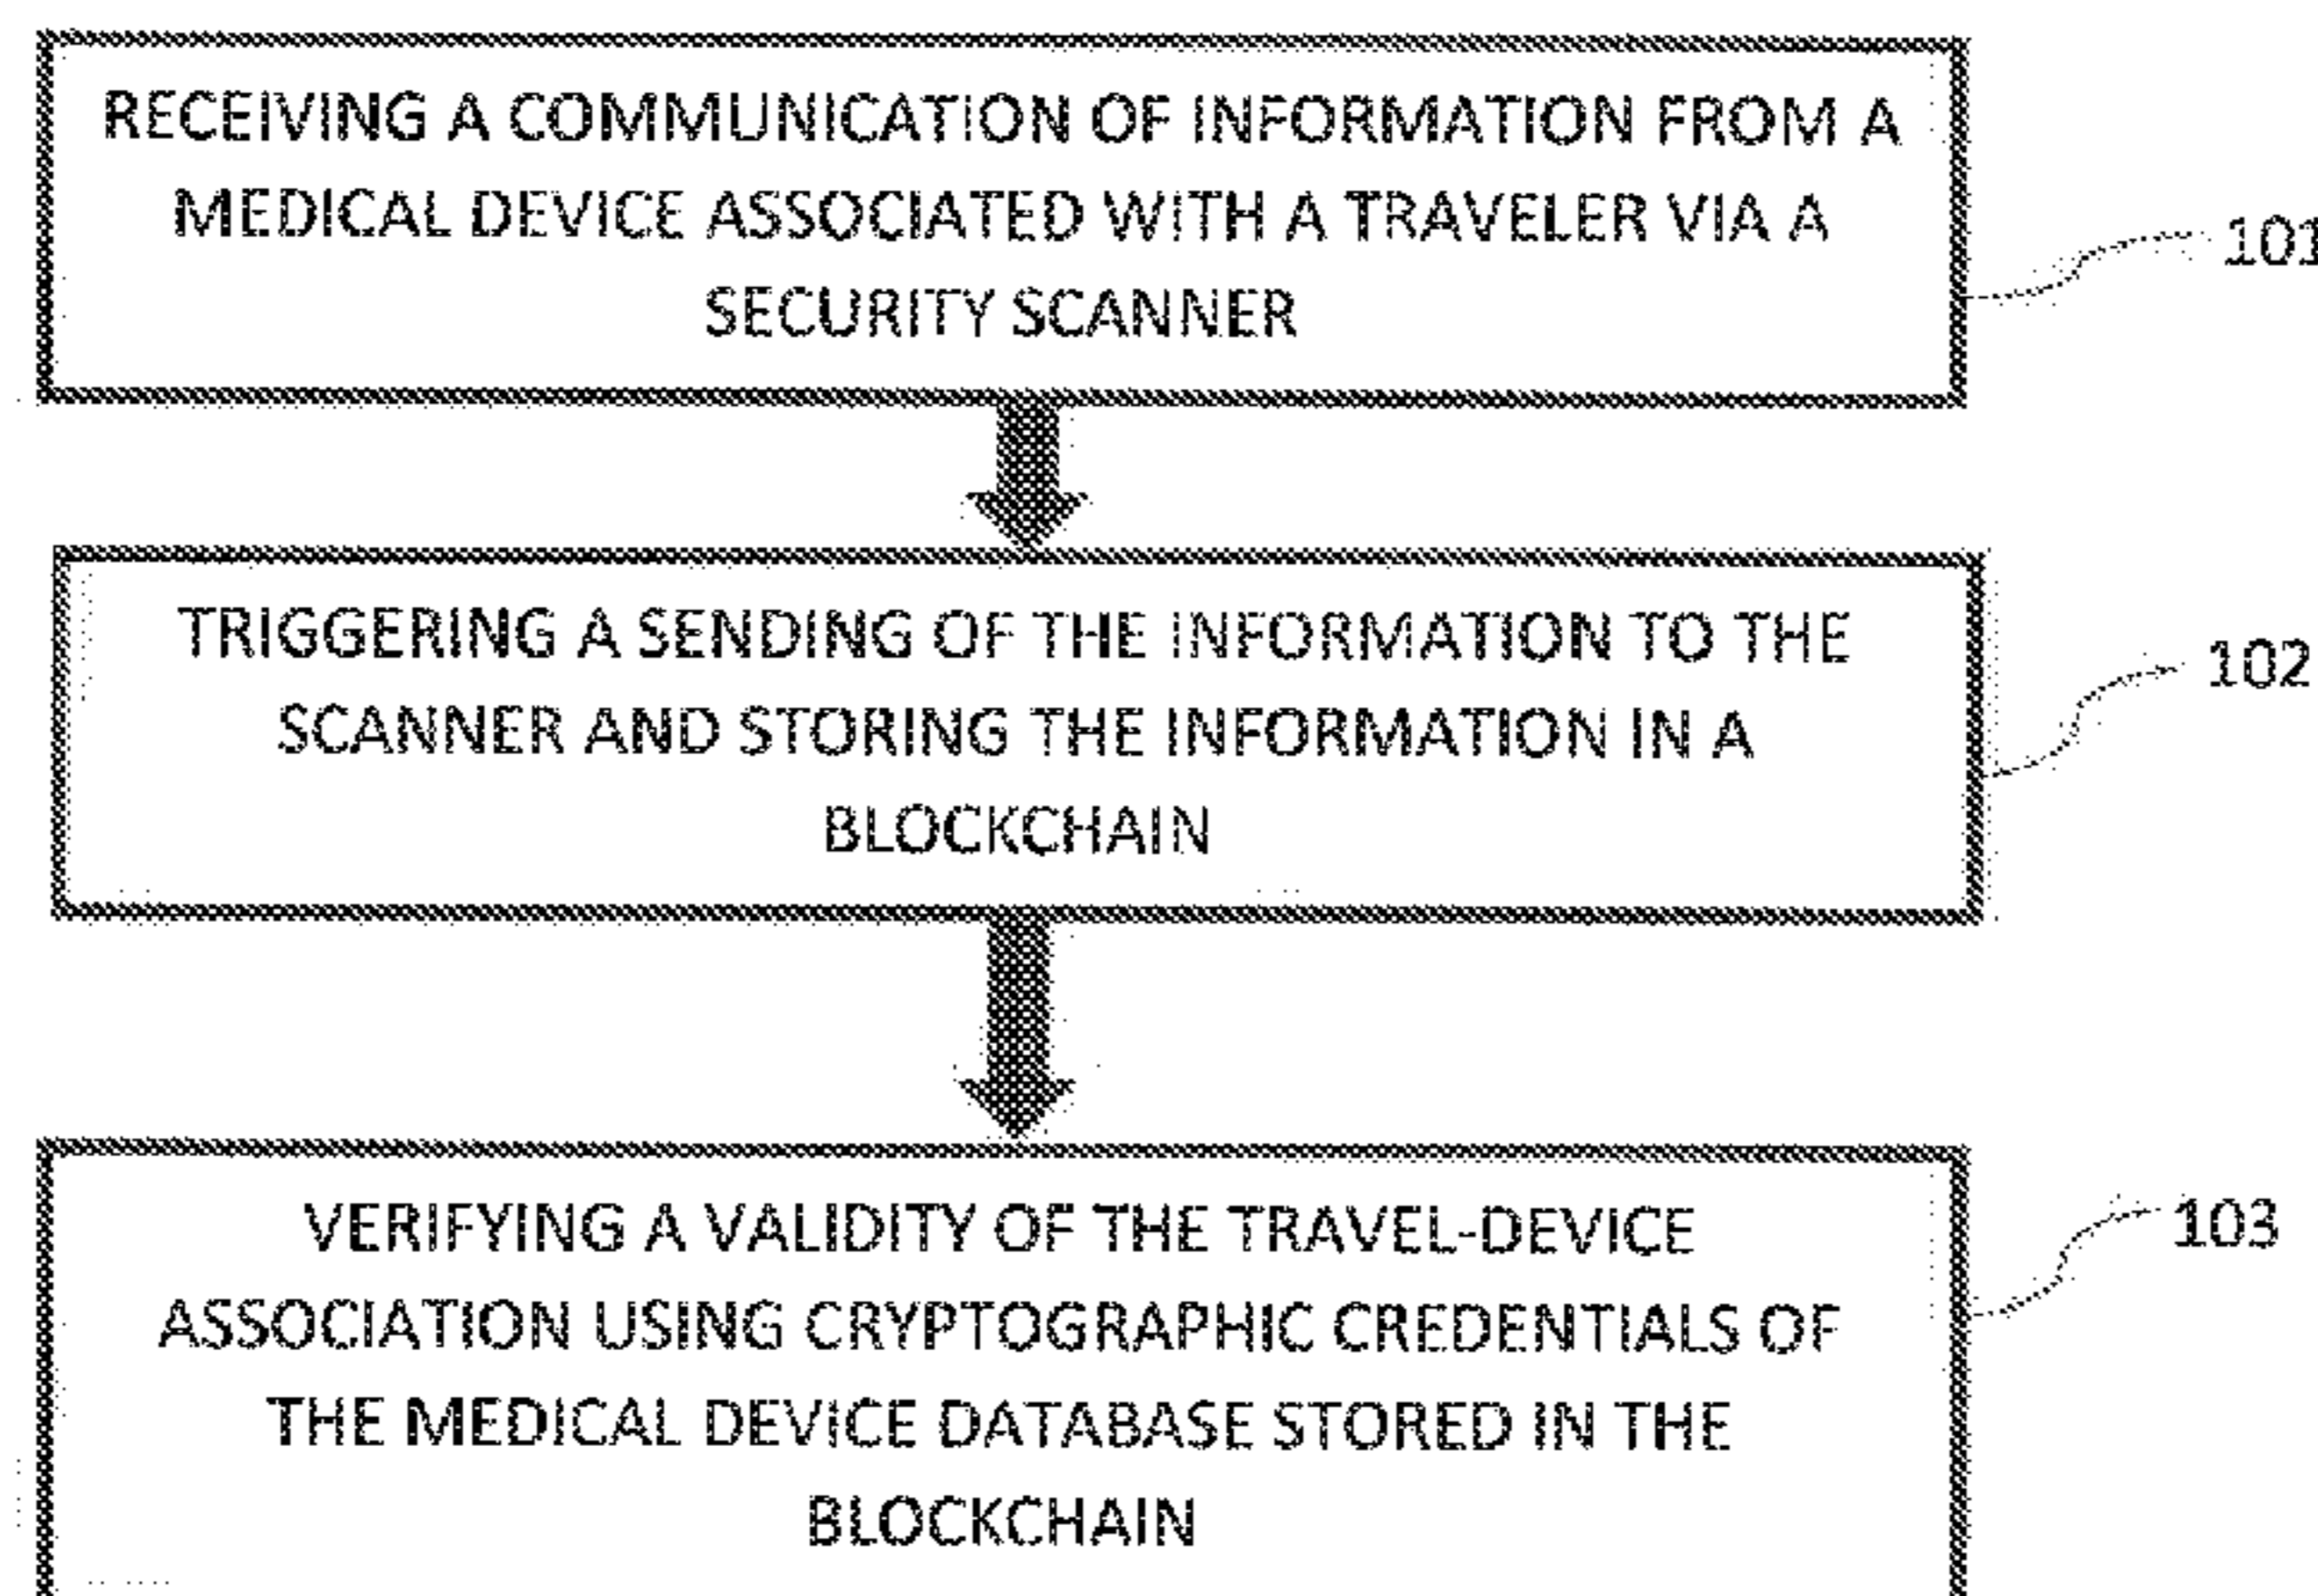 RECEIVING A COMMUNICATION OF INFORMATION FROM A
MEDICAL DEVICE ASSOCIATED WITH A TRAVELER VIA A
SECURITY SCANNER
101
TRIGGERING A SENDING OF THE INFORMATION TO THE
SCANNER AND STORING THE INFORMATION IN A
BLOCKCHAIN
102
VERIFYING A VALIDITY OF THE TRAVEL-DEVICE
ASSOCIATION USING CRYPTOGRAPHIC CREDENTIALS OF
THE MEDICAL DEVICE DATABASE STORED IN THE
BLOCKCHAIN
103